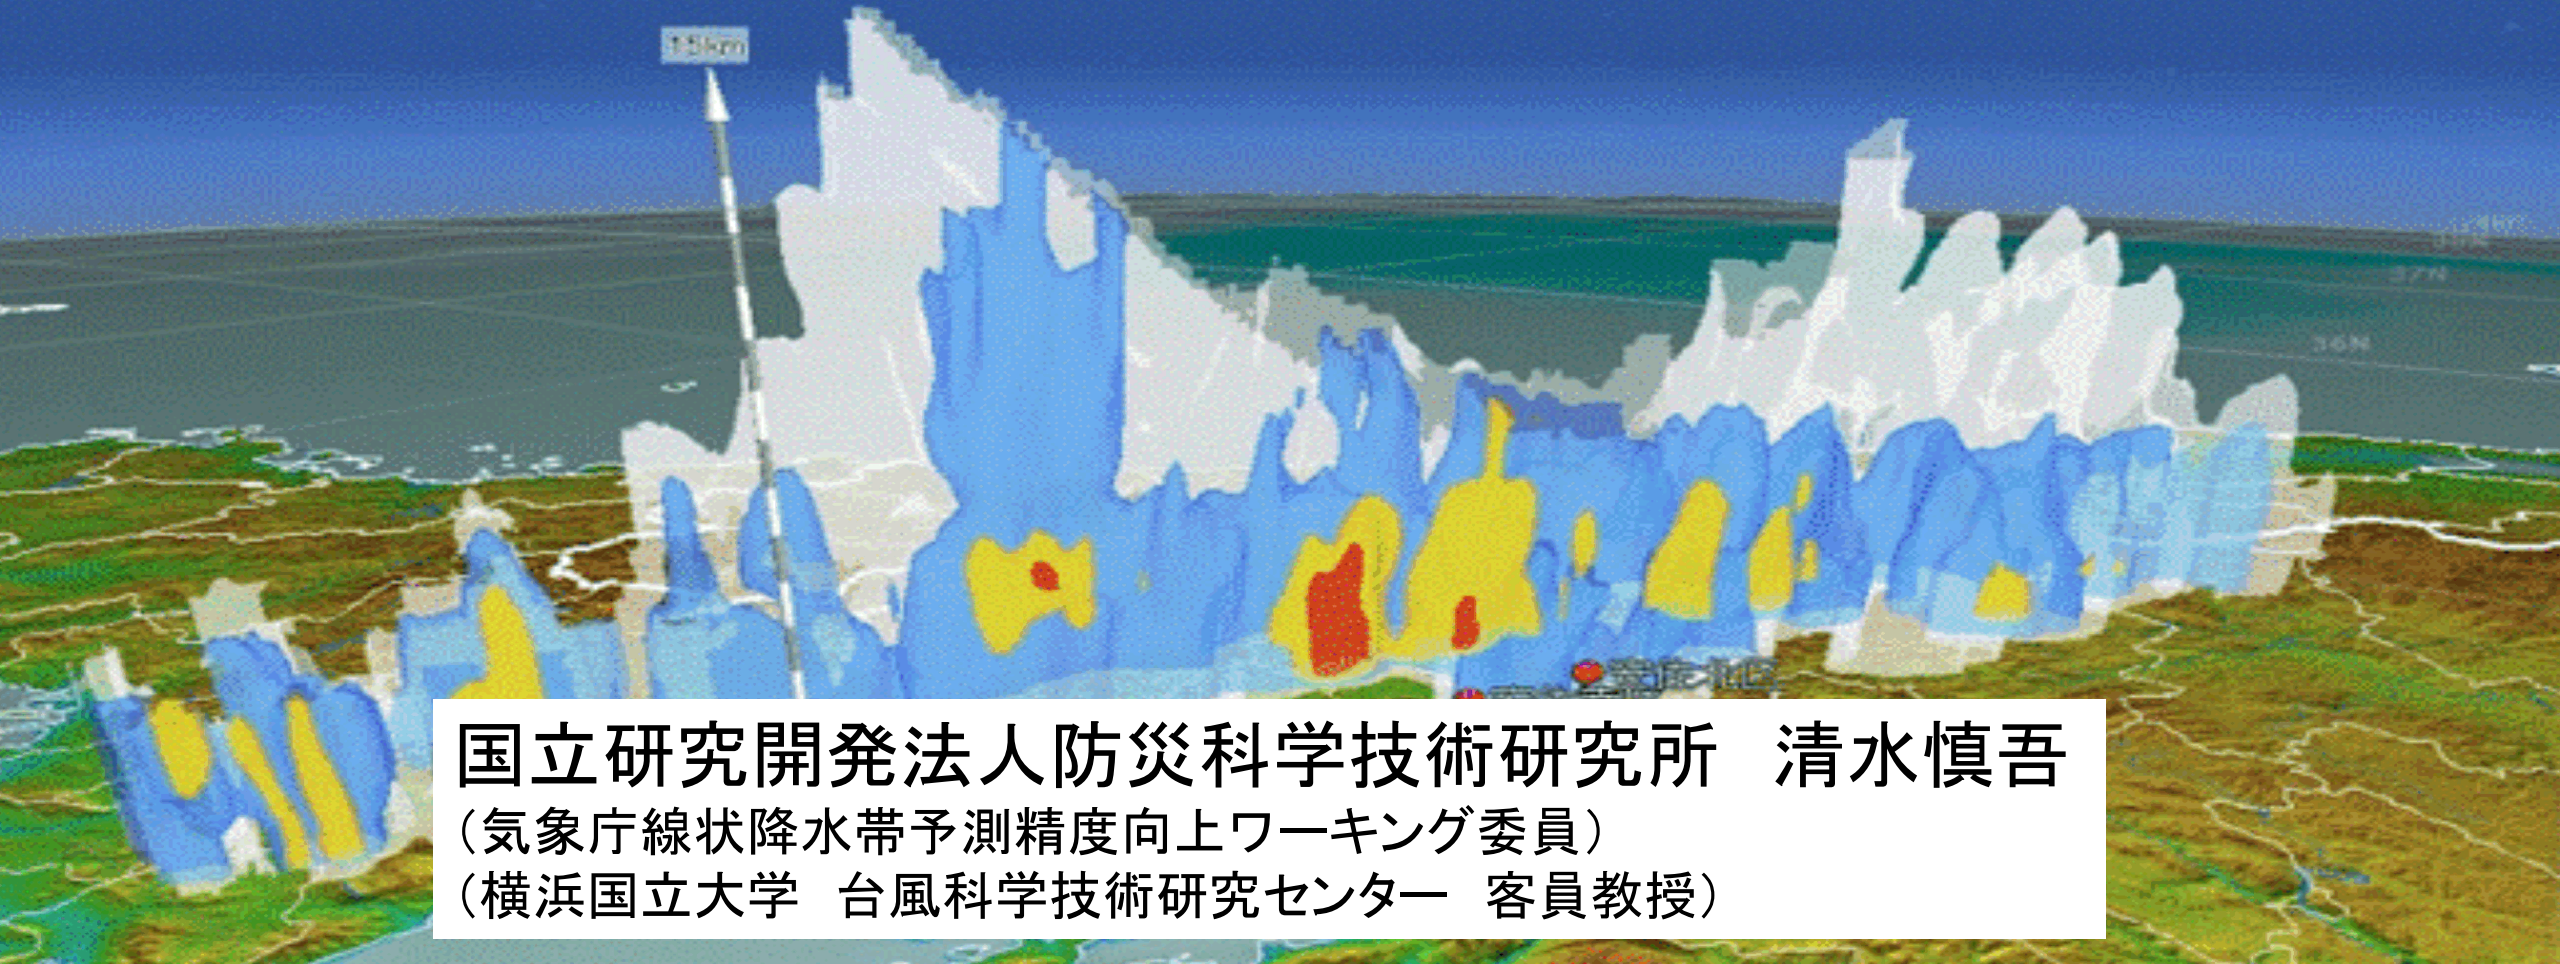 15km
37N
36N
国立研究開発法人防災科学技術研究所　清水慎吾
（気象庁線状降水帯予測精度向上ワーキング委員）
（横浜国立大学　台風科学技術研究センター　客員教授）